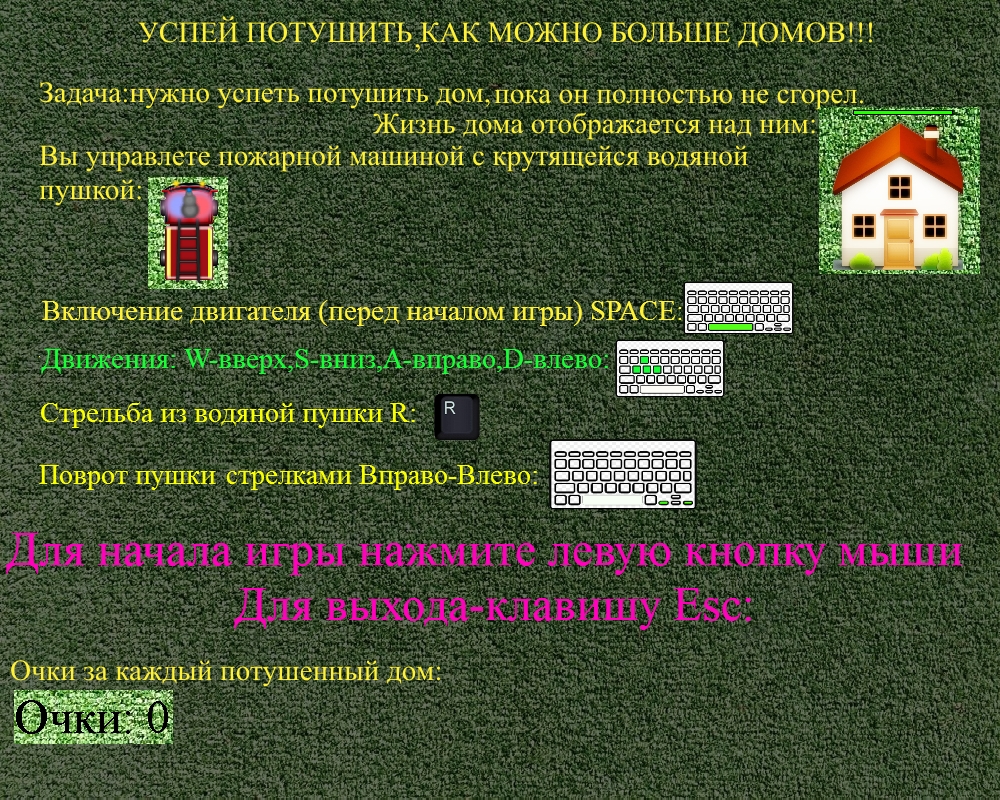 УСПЕЙ ПОТУШИТЬ,КАК МОЖНО БОЛЬШЕ ДОМОВ!!!
Задача:нужно успеть потушить дом,пока он полностью не сгорел.
Жизнь дома отображается над ним:
Вы управлете пожарной машиной с крутящейся водяной
пушкой:
Включение двигателя (перед началом игры) SPACE:
Движения: W-вверх,S-вниз,A-вправо,D-влево:
Стрельба из водяной пушки R:
R
Поврот пушки стрелками Вправо-Влево:
Для начала игры нажмите левую кнопку мыши
Для выхода-клавишу Esc:
Очки за каждый потушенный дом:
Очки: 0